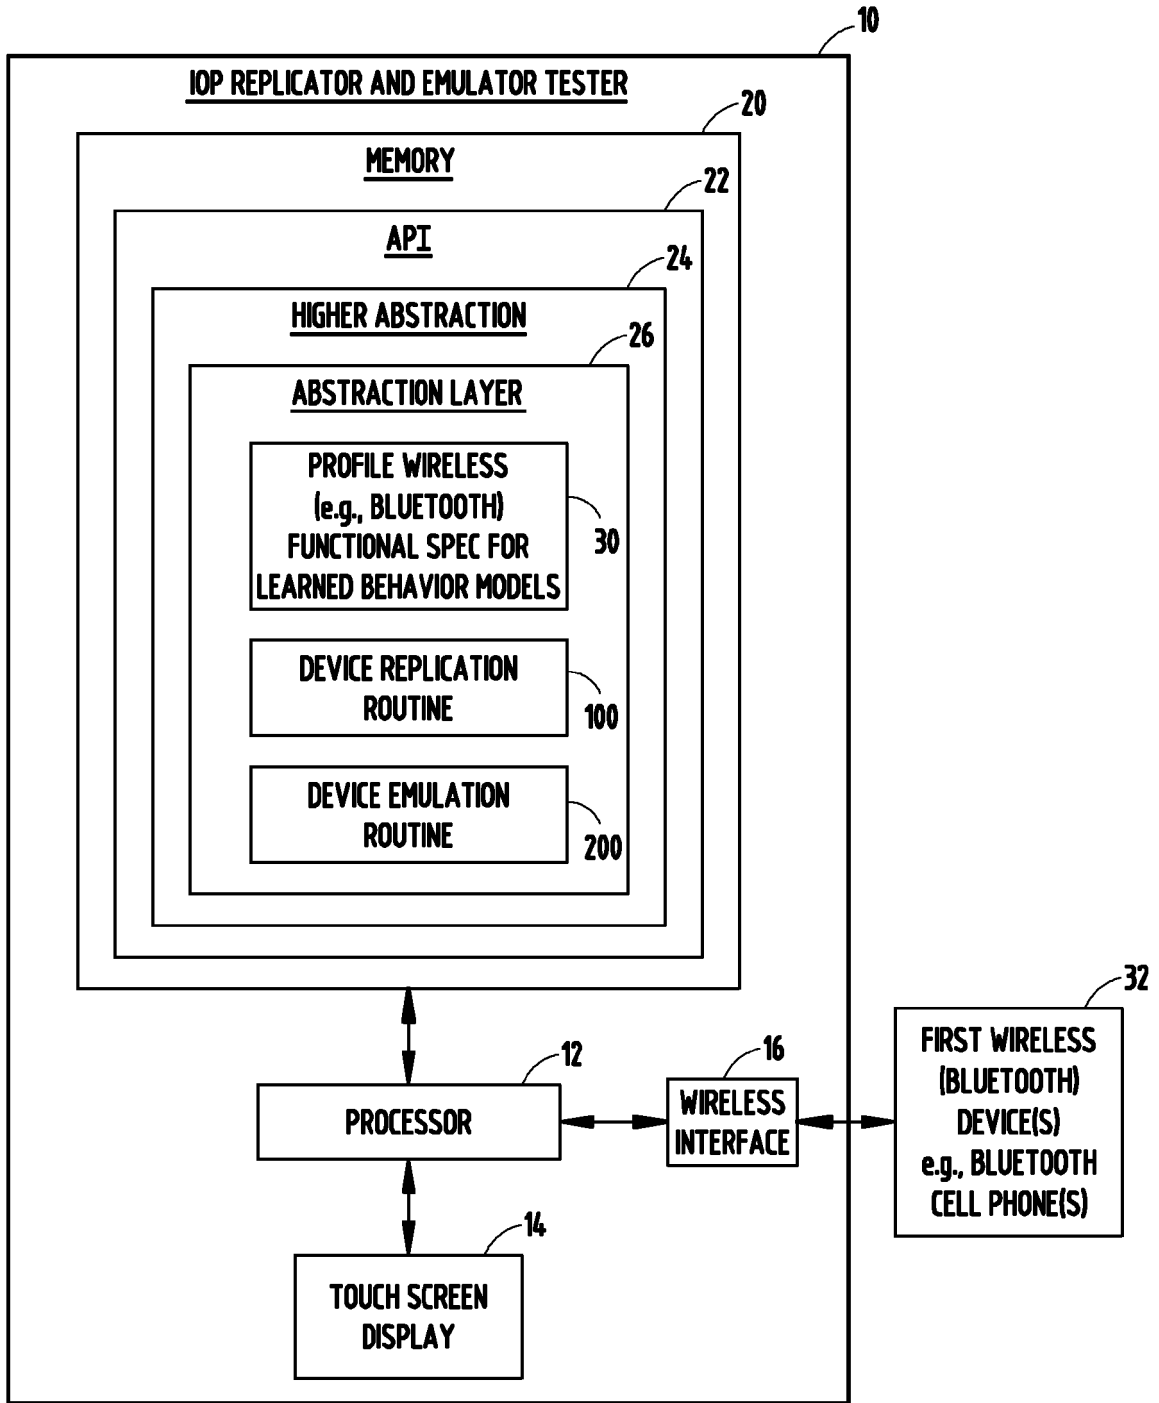 10
IOP REPLICATOR AND EMULATOR TESTER
20
MEMORY
22
API
24
HIGHER ABSTRACTION
26
ABSTRACTION LAYER
PROFILE WIRELESS
(e.g., BLUETOOTH)
FUNCTIONAL SPEC FOR
LEARNED BEHAVIOR MODELS
30
DEVICE REPLICATION
ROUTINE
100
DEVICE EMULATION
ROUTINE
200
12
PROCESSOR
16
WIRELESS
INTERFACE
32
FIRST WIRELESS
(BLUETOOTH)
DEVICE(S)
e.g., BLUETOOTH
CELL PHONE(S)
14
TOUCH SCREEN
DISPLAY